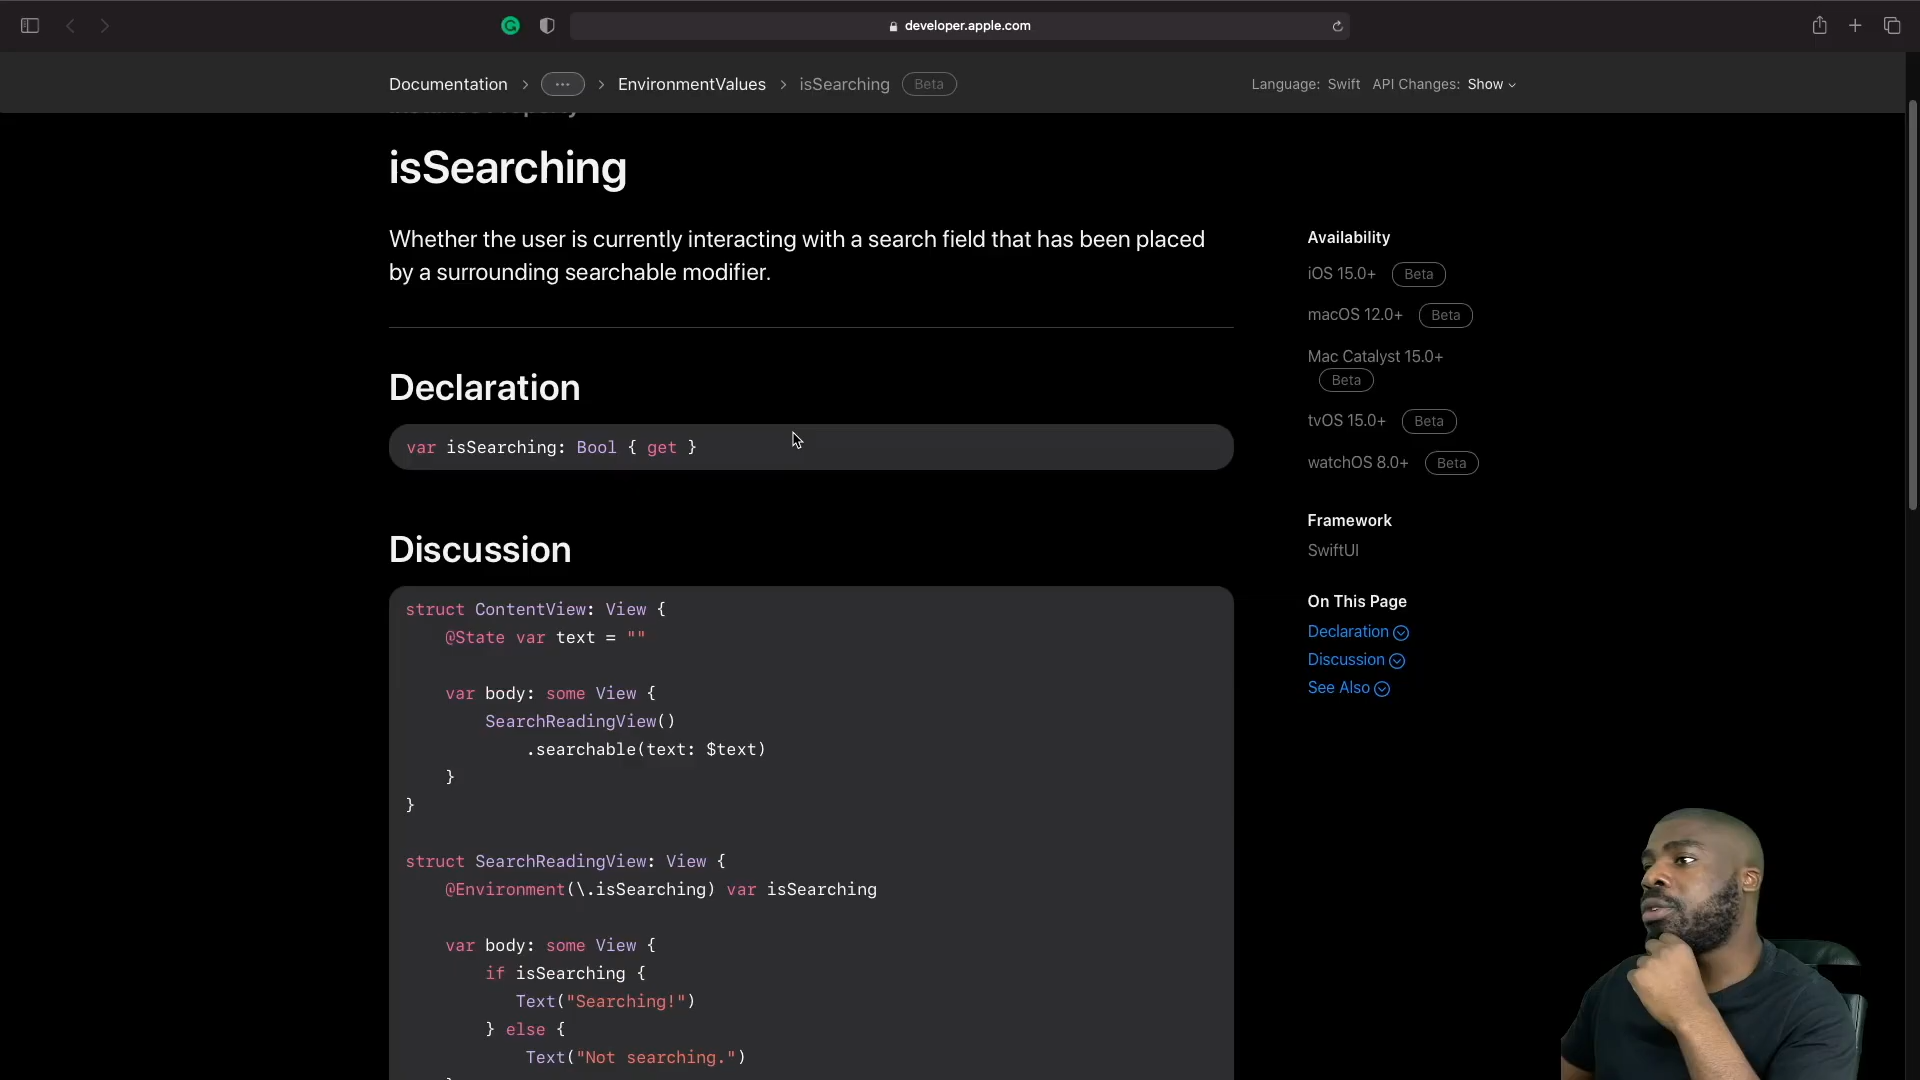 developer.apple.com
Documentation > ··· > EnvironmentValues > isSearching Beta
Language: Swift API Changes: Show
isSearching
Whether the user is currently interacting with a search field that has been placed
by a surrounding searchable modifier.
Declaration
var isSearching: Bool { get }
Discussion
struct ContentView: View {
@State var text = ""
var body: some View {
SearchReadingView()
.searchable(text: $text)
}
}
struct SearchReadingView: View {
@Environment(\.isSearching) var isSearching
var body: some View {
if isSearching {
Text("Searching!")
} else {
Text("Not searching.")
Availability
iOS 15.0+ Beta
macOS 12.0+ Beta
Mac Catalyst 15.0+
Beta
tvOS 15.0+ Beta
watchOS 8.0+ Beta
Framework
SwiftUI
On This Page
Declaration
Discussion
See Also